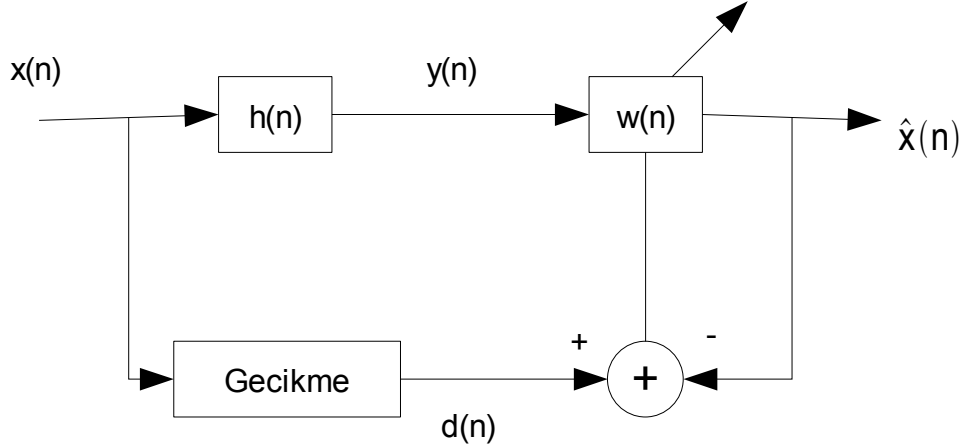 x(n)
y(n)
h(n)
w(n)
x̂(n)
+
-
Gecikme
+
d(n)